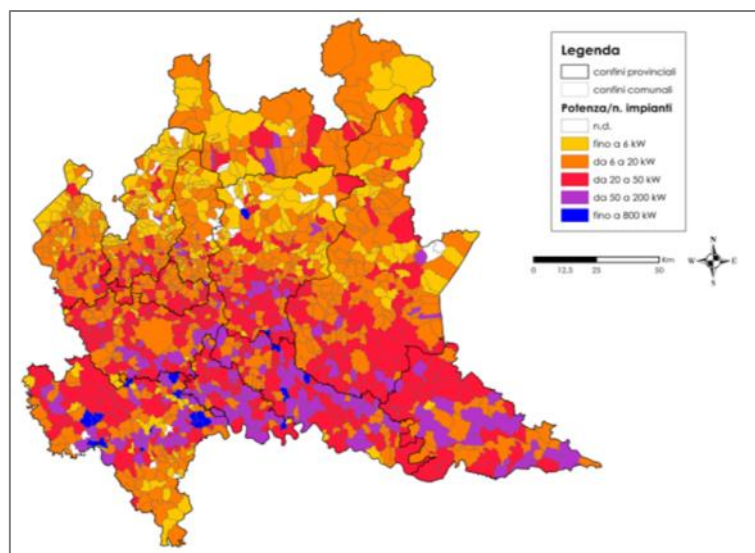 Legenda
confini provinciali
confini comunali
Potenza/n. impianti
n.d.
fino a 6 kW
da 6 a 20 kW
da 20 a 50 kW
da 50 a 200 kW
fino a 800 kW
Km
0 12,5 25 50
N
W E
S